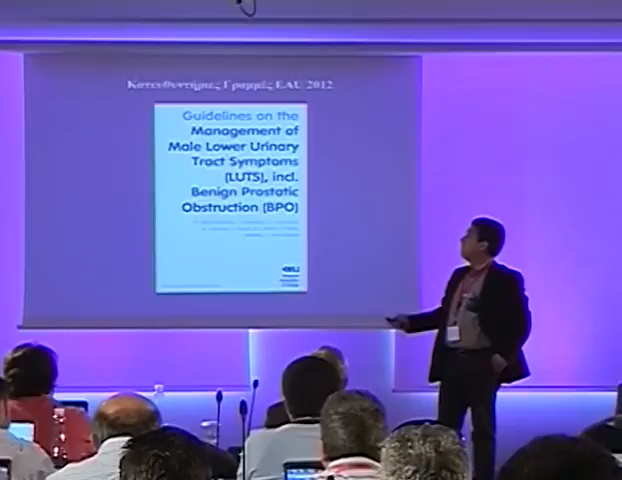 Κατευθυντήριες Γραμμές EAU 2012
Guidelines on the
Management of
Male Lower Urinary
Tract Symptoms
(LUTS), incl.
Benign Prostatic
Obstruction (BPO)